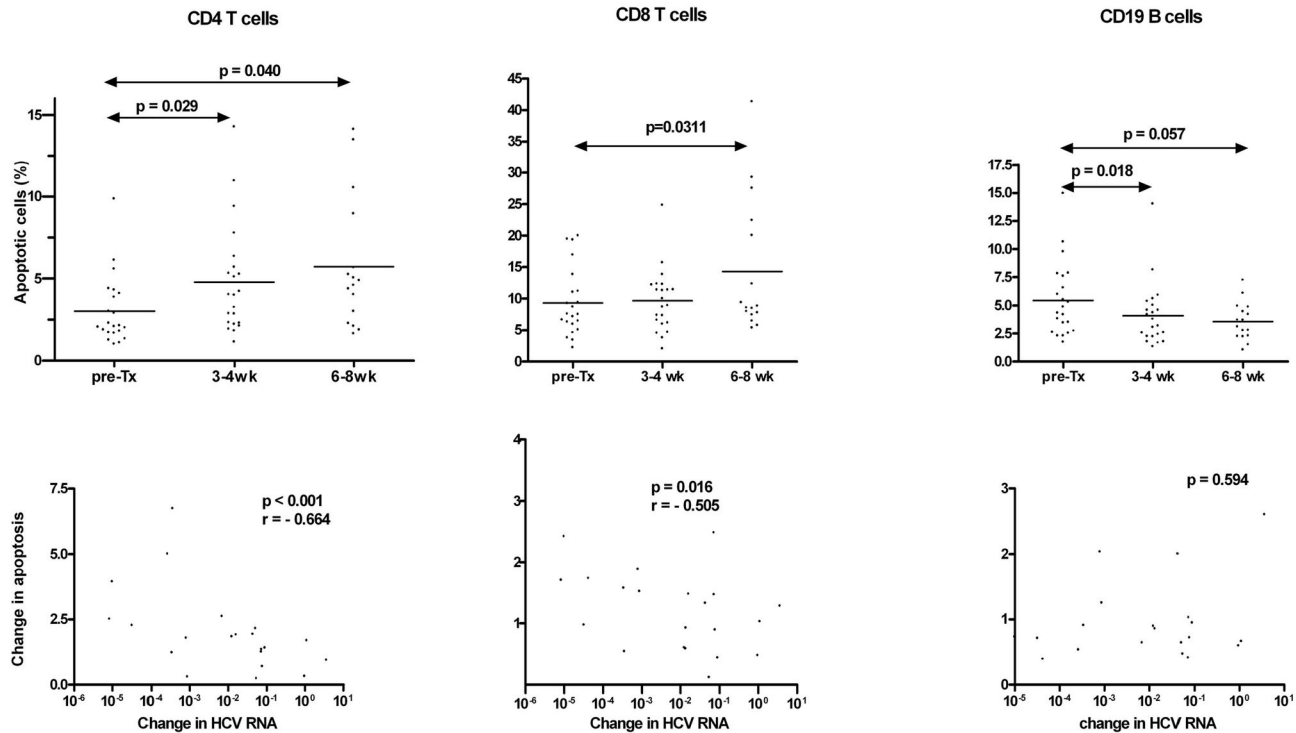 CD4 T cells
CD8 T cells
CD19 B cells
p = 0.040
p = 0.029
15
10
5
0
Apoptotic cells (%)
pre-Tx 3-4wk 6-8wk
p=0.0311
45
40
35
30
25
20
15
10
5
0
pre-Tx 3-4 wk 6-8 wk
p = 0.057
p = 0.018
17.5
15.0
12.5
10.0
7.5
5.0
2.5
0.0
pre-Tx 3-4 wk 6-8 wk
p < 0.001
r = - 0.664
7.5
5.0
2.5
0.0
Change in apoptosis
10-6 10-5 10-4 10-3 10-2 10-1 100 101
Change in HCV RNA
p = 0.016
r = - 0.505
4
3
2
1
10-6 10-5 10-4 10-3 10-2 10-1 100 101
Change in HCV RNA
p = 0.594
3
2
1
0
10-5 10-4 10-3 10-2 10-1 100 101
change in HCV RNA